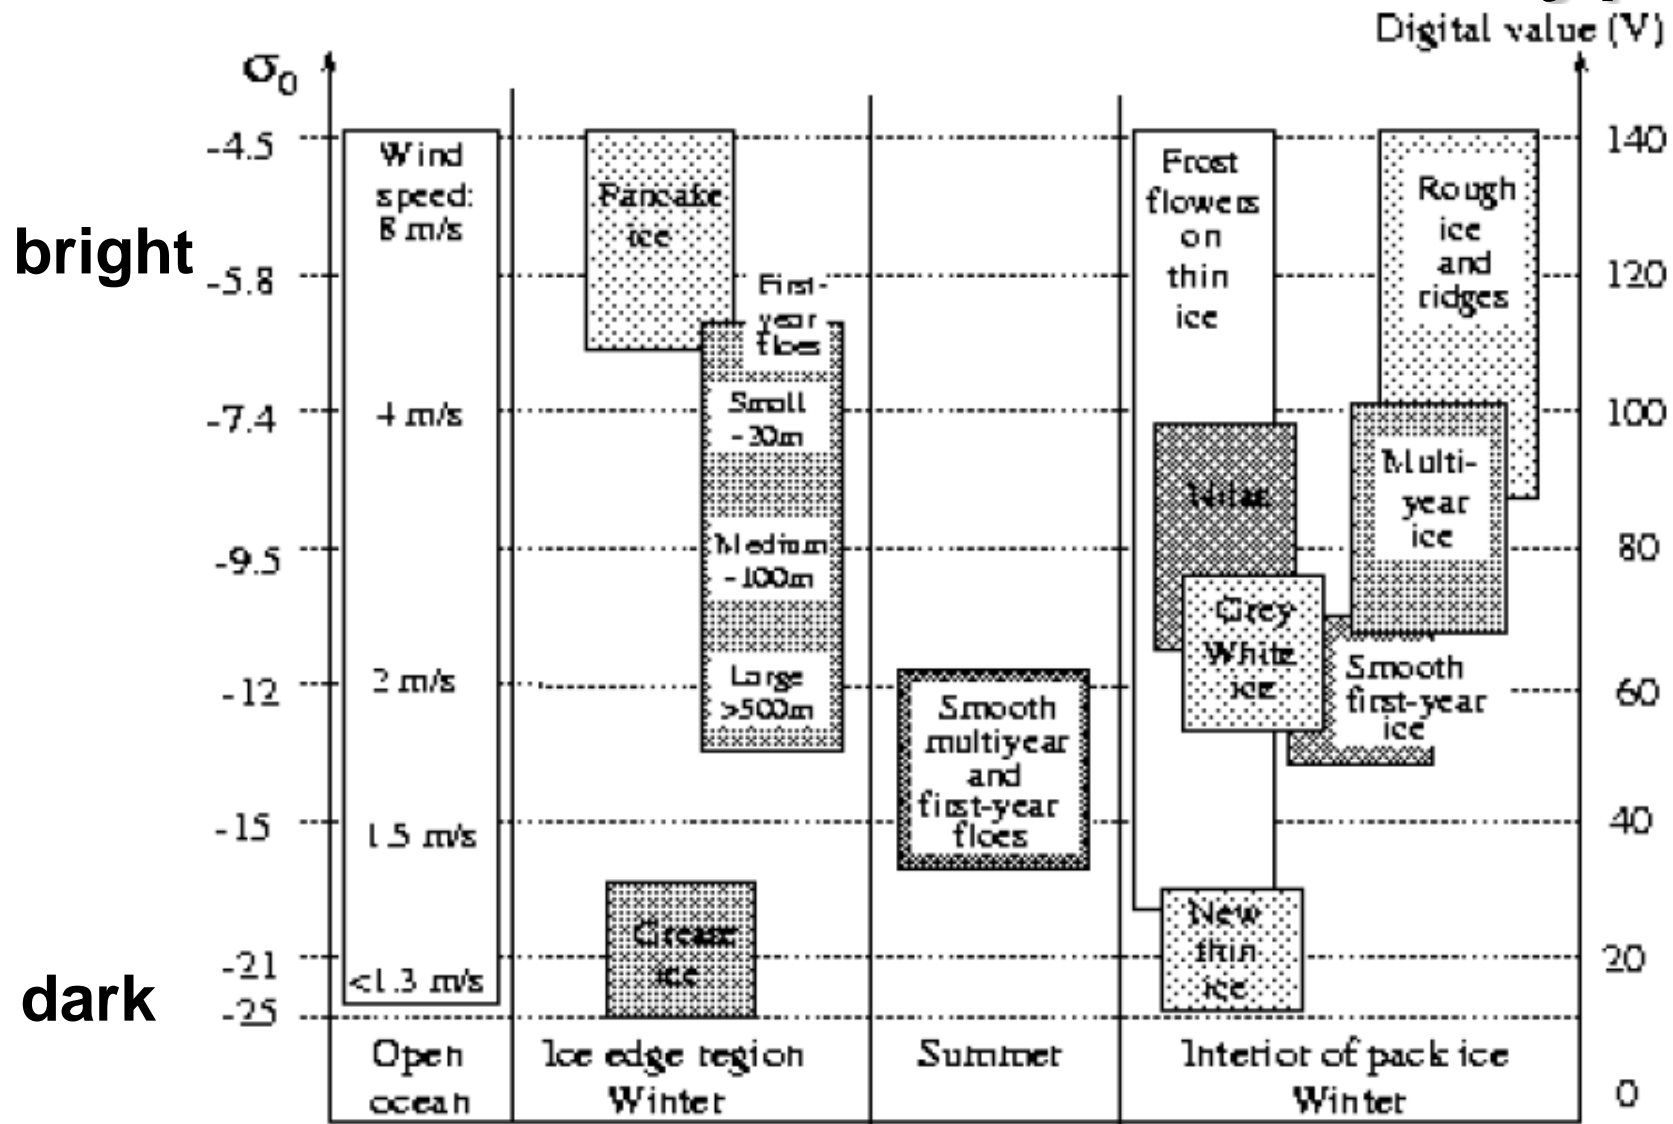 Digital value (V)
σ0
-4.5
-5.8
-7.4
-9.5
-12
-15
-21
-25
bright
dark
Wind
speed:
8 m/s
4 m/s
2 m/s
1.5 m/s
<1.3 m/s
Pancake
ice
First-
year
floes
Small
-20m
Medium
-100m
Large
>500m
Grease
ice
Smooth
multiyear
and
first-year
floes
Frost
flowers
on
thin
ice
Nilas
Grey
White
ice
New
thin
ice
Rough
ice
and
ridges
Multi-
year
ice
Smooth
first-year
ice
140
120
100
80
60
40
20
0
Open
ocean
Ice edge region
Winter
Summer
Interior of pack ice
Winter